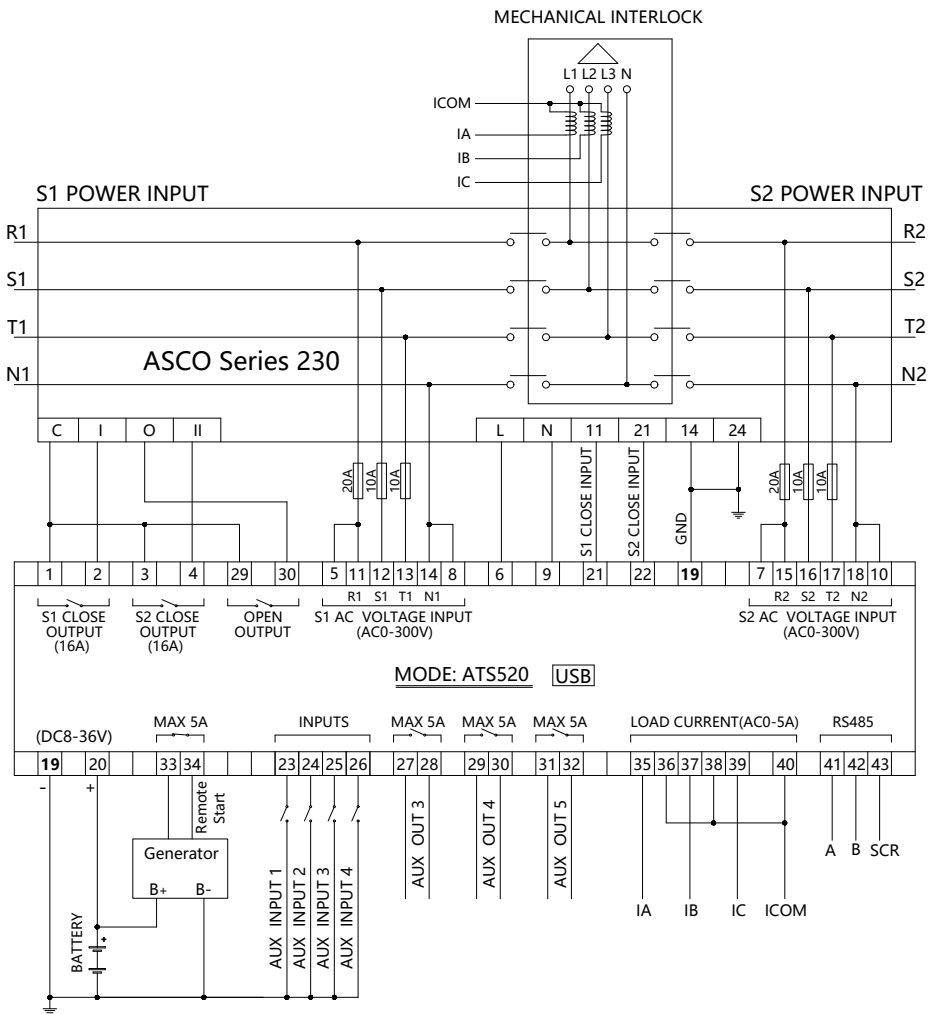 MECHANICAL INTERLOCK
L1 L2 L3 N
ICOM
IA
IB
IC
S1 POWER INPUT
S2 POWER INPUT
R1
R2
S1
S2
T1
T2
ASCO Series 230
N1
N2
C I O II
L N 11 21 14 24
20A
10A
10A
S1 CLOSE INPUT
S2 CLOSE INPUT
GND
20A
10A
10A
1 2 3 4 29 30 5 11 12 13 14 8 6 9 21 22 19 7 15 16 17 18 10
R1 S1 T1 N1
R2 S2 T2 N2
S1 CLOSE
OUTPUT
(16A)
S2 CLOSE
OUTPUT
(16A)
OPEN
OUTPUT
S1 AC VOLTAGE INPUT
(AC0-300V)
S2 AC VOLTAGE INPUT
(AC0-300V)
MODE: ATS520
USB
(DC8-36V)
MAX 5A
INPUTS
MAX 5A
MAX 5A
MAX 5A
LOAD CURRENT(AC0-5A)
RS485
19 20 33 34 23 24 25 26 27 28 29 30 31 32 35 36 37 38 39 40 41 42 43
- +
Remote
Start
Generator
B+ B-
BATTERY
+
AUX INPUT 1
AUX INPUT 2
AUX INPUT 3
AUX INPUT 4
AUX OUT 3
AUX OUT 4
AUX OUT 5
IA IB IC ICOM
A B SCR